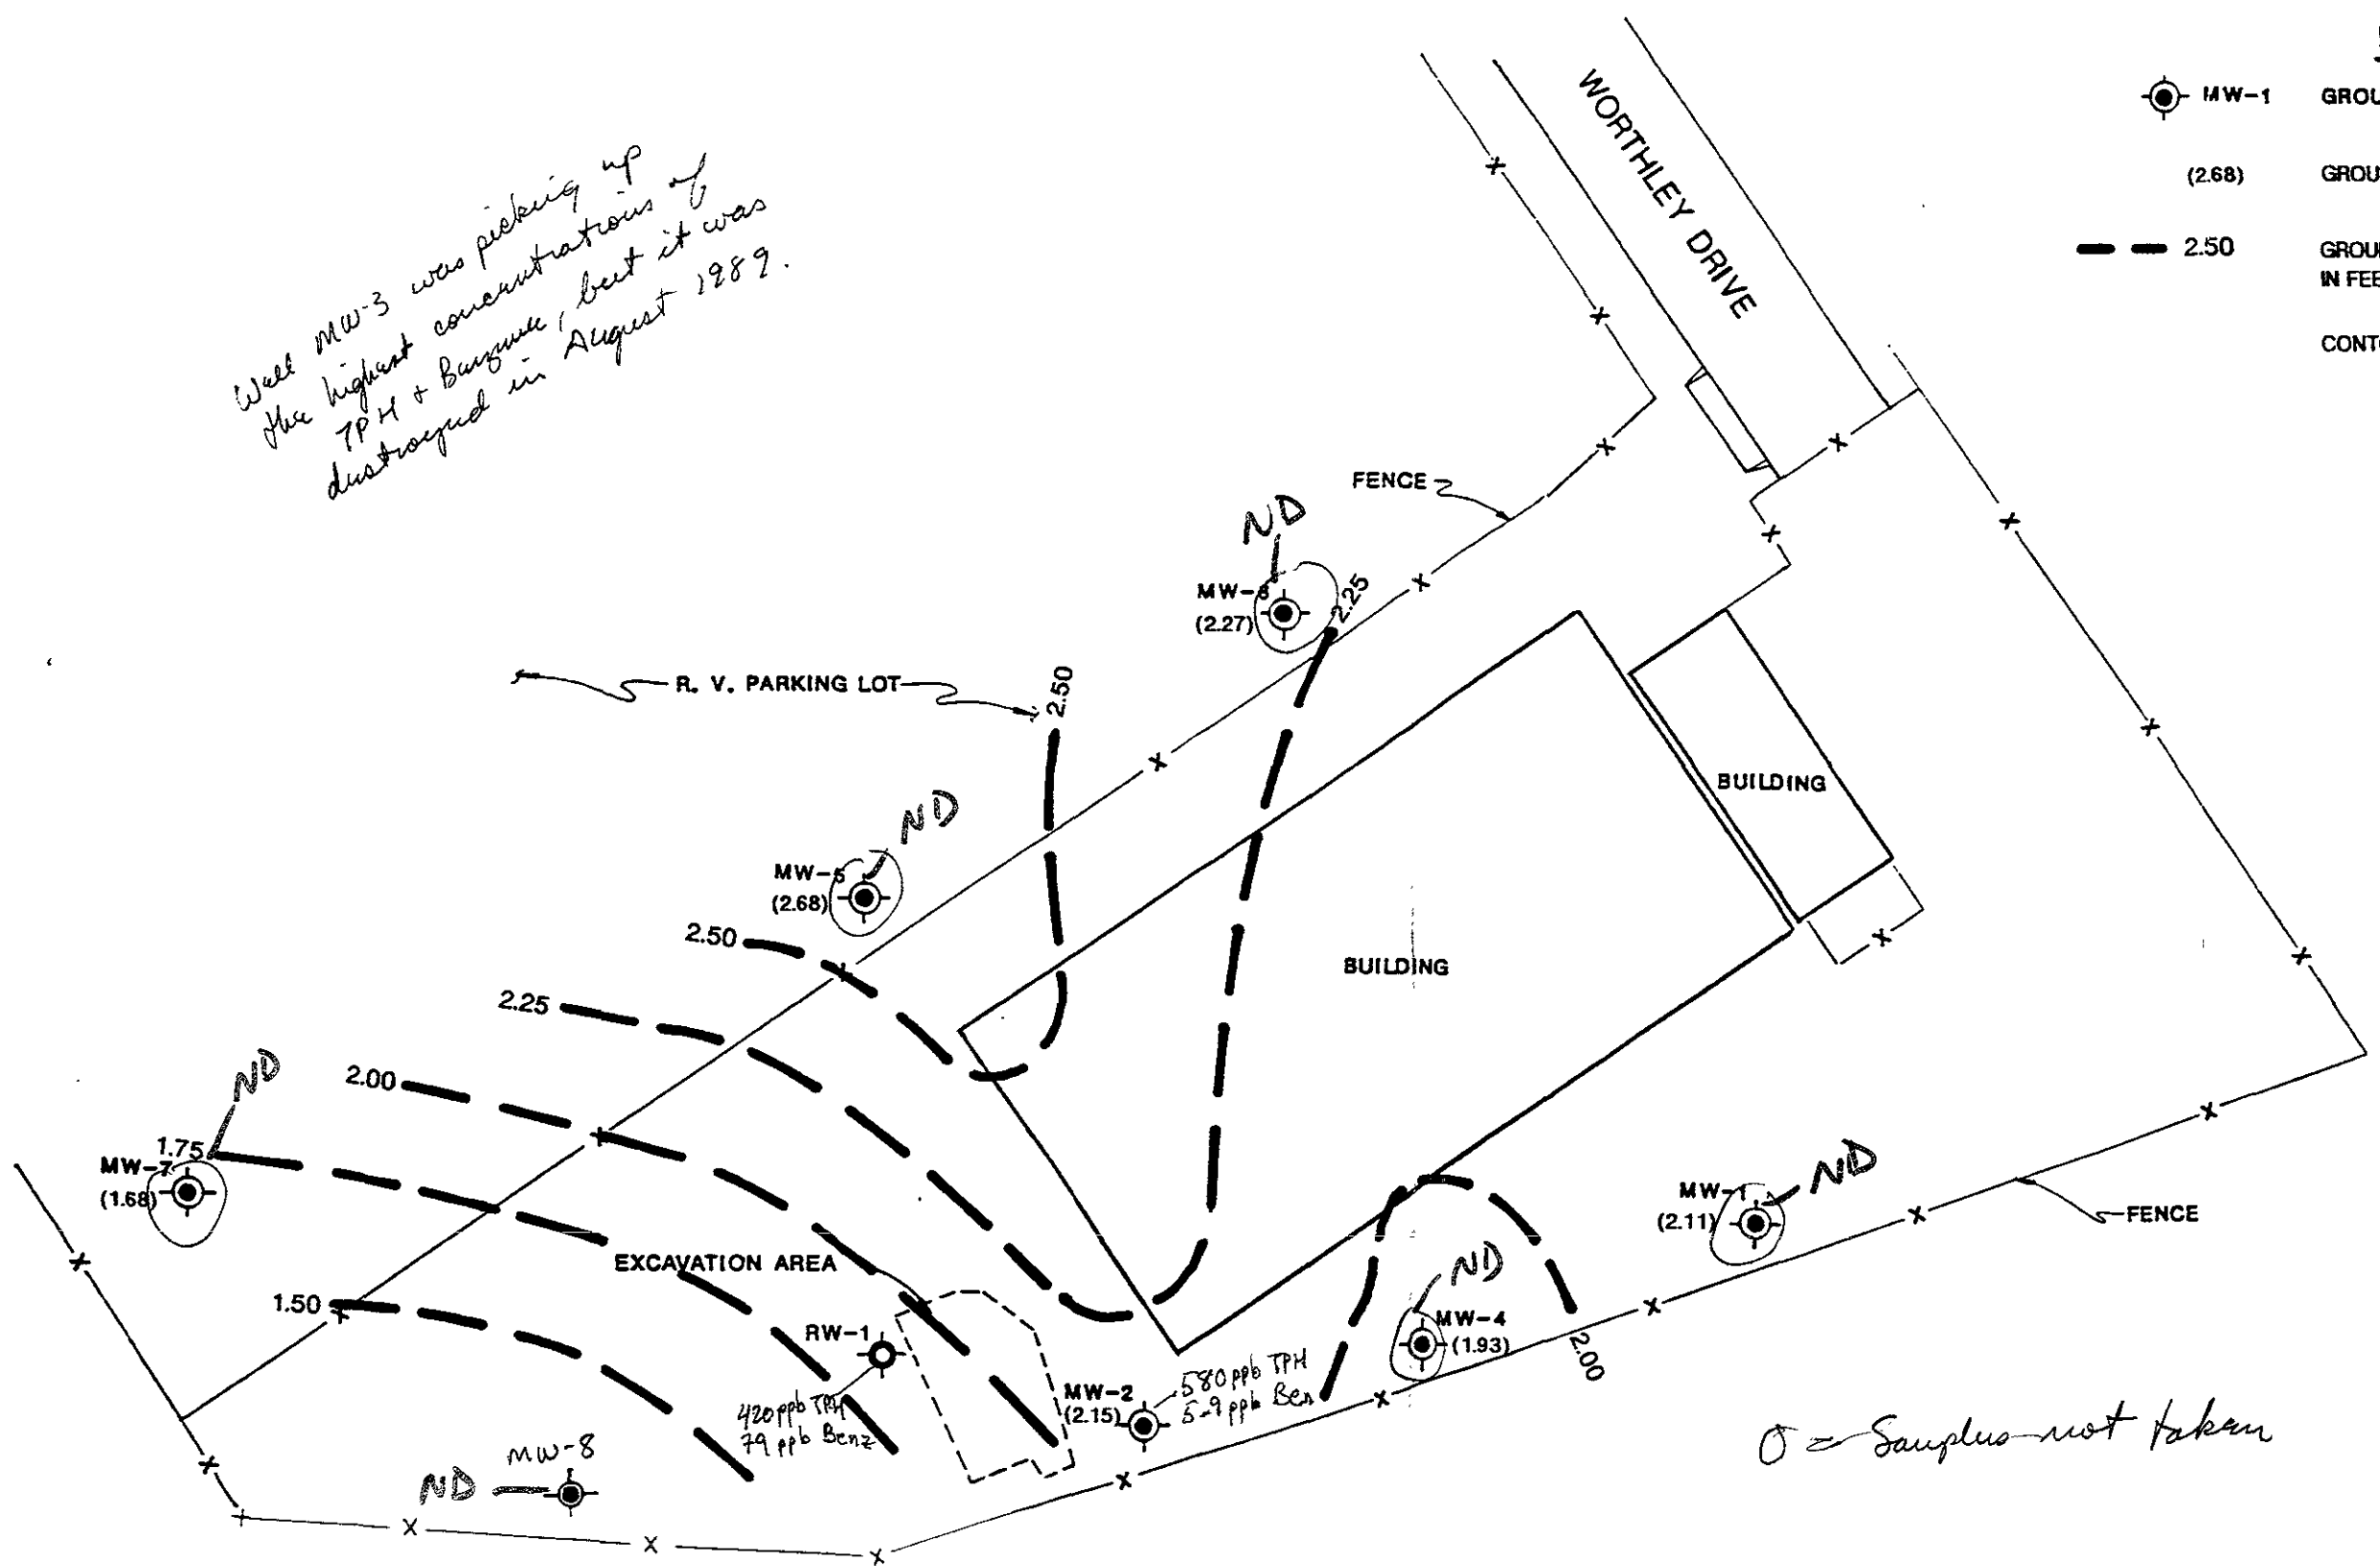 MW-1 GROU
(2.68) GROU
2.50 GROU
IN FEE
CONT
WORTHLEY DRIVE
Well MW-3 was picking up
the highest concentrations of
TPH + Benzene, but it was
destroyed in August 1989.
FENCE
ND
MW-6
(2.27)
2.25
R. V. PARKING LOT
2.50
BUILDING
ND
MW-5
(2.68)
2.50
BUILDING
2.25
ND
2.00
1.75
MW-7
(1.68)
ND
MW-1
(2.11)
FENCE
EXCAVATION AREA
ND
1.50
RW-1
MW-4
(1.93)
2.00
580 ppb TPH
5.9 ppb Ben
MW-2
(2.15)
420 ppb TPH
79 ppb Benz
O = Samples not taken
MW-8
ND